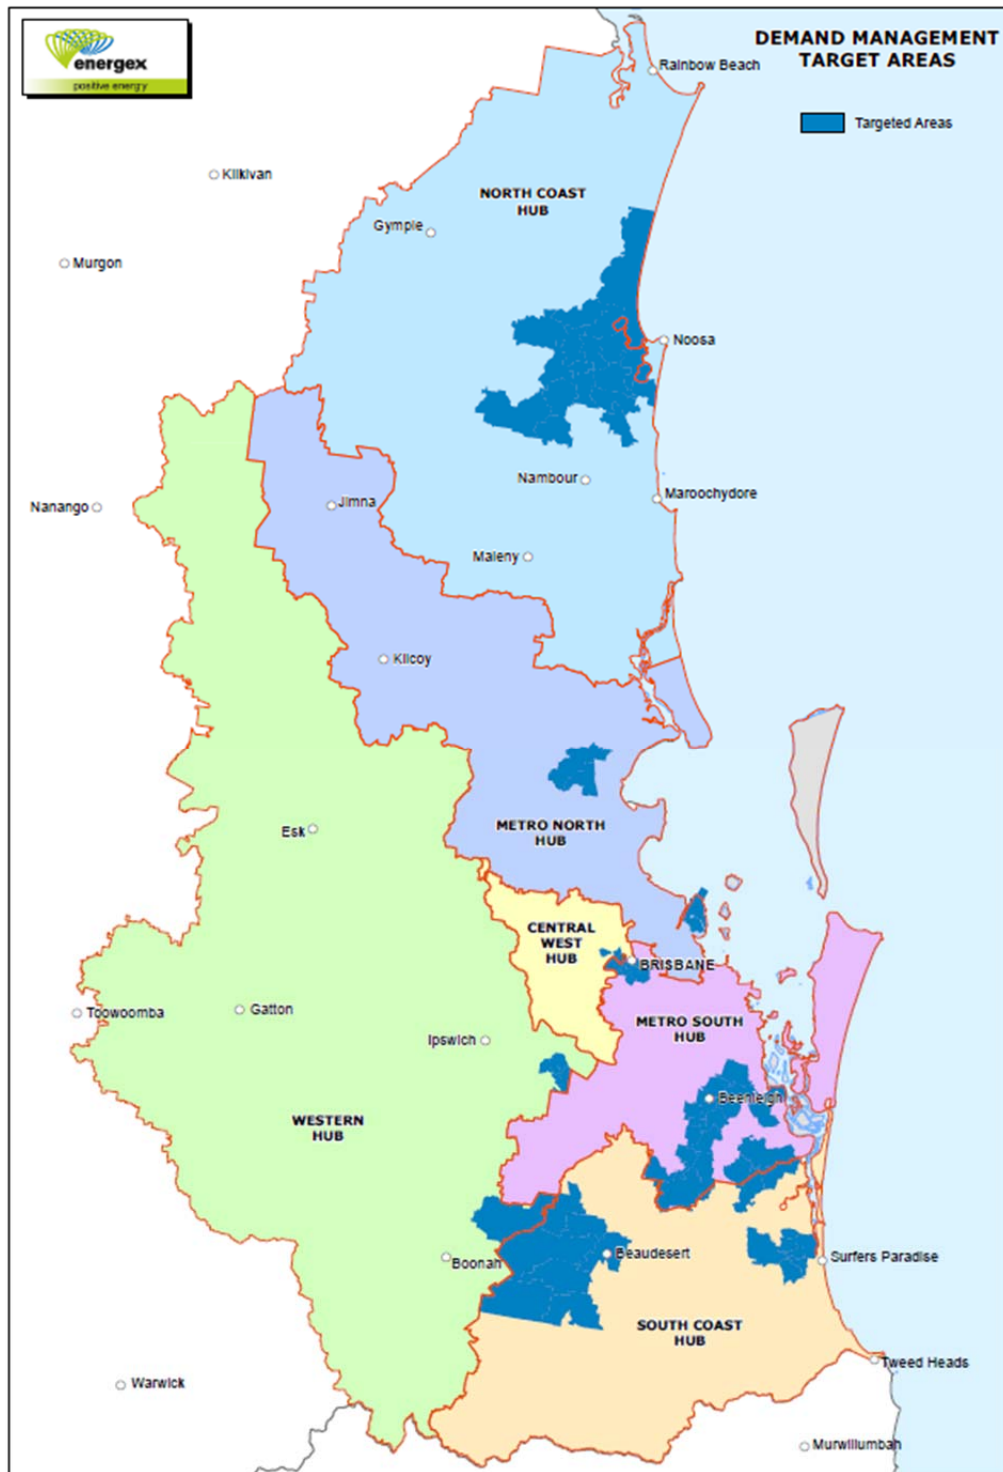 energex
positive energy
DEMAND MANAGEMENT
TARGET AREAS
Rainbow Beach
Targeted Areas
Kilkivan
NORTH COAST
HUB
Gympie
Murgon
Noosa
Nambour
Maroochydore
Jimna
Nanango
Maleny
Kilcoy
METRO NORTH
HUB
Esk
CENTRAL
WEST
HUB
BRISBANE
Toowoomba
Gatton
METRO SOUTH
HUB
Ipswich
Beenleigh
WESTERN
HUB
Boonah
Beaudesert
Surfers Paradise
SOUTH COAST
HUB
Tweed Heads
Warwick
Murwillumbah